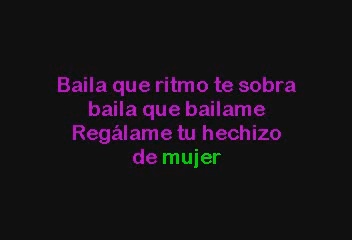 Baila que ritmo te sobra
baila que bailame
Regálame tu hechizo
de mujer